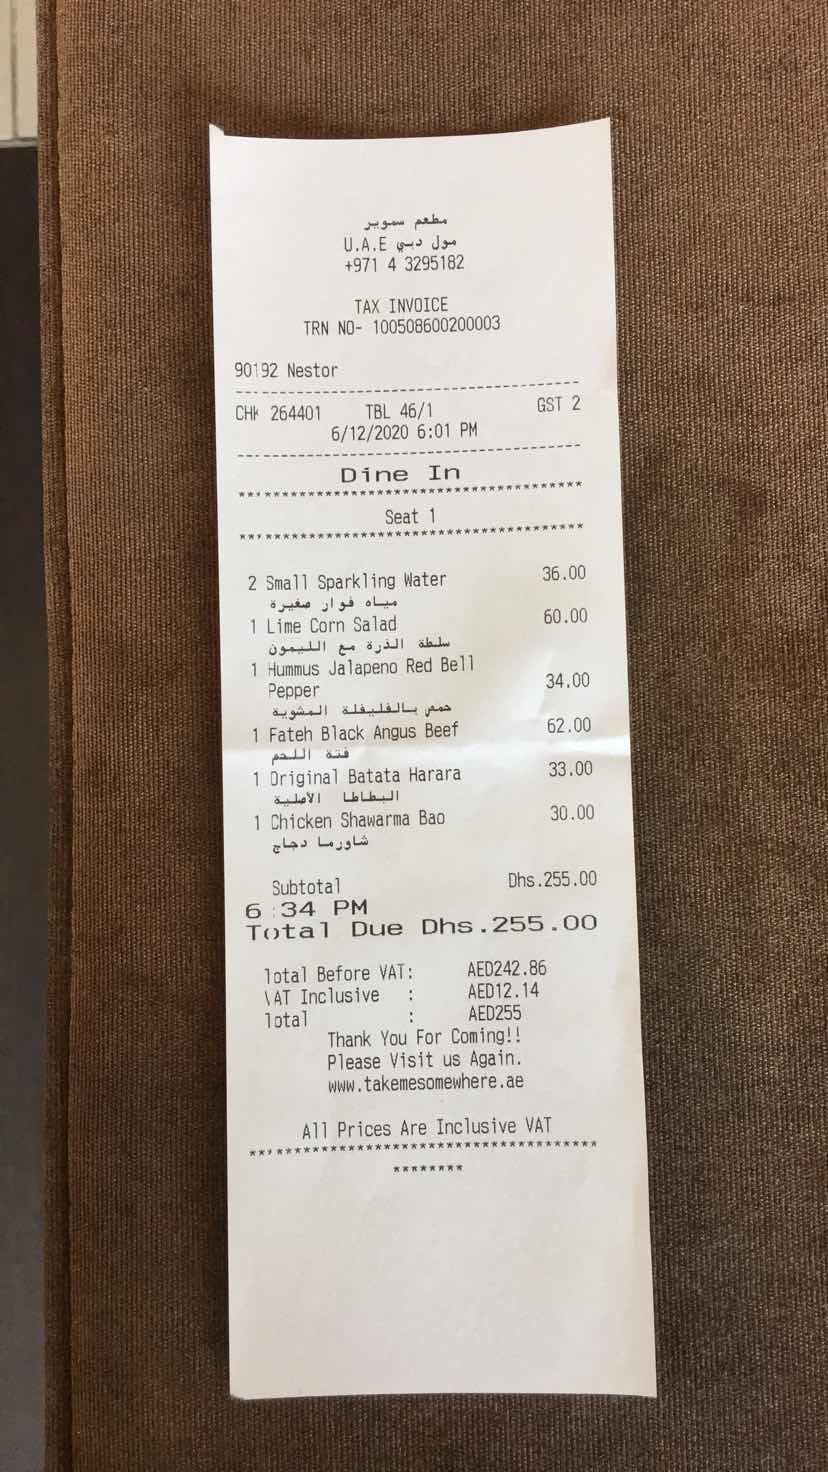 مطعم سموير
مول دبي U.A.E
+971 4 3295182
TAX INVOICE
TRN NO- 100508600200003
90192 Nestor
----------------------------------------
CHK 264401 TBL 46/1 GST 2
6/12/2020 6:01 PM
----------------------------------------
Dine In
****************************************
Seat 1
****************************************
2 Small Sparkling Water 36.00
مياه فوار صغيرة
1 Lime Corn Salad 60.00
سلطة الذرة مع الليمون
1 Hummus Jalapeno Red Bell
Pepper 34.00
حمص بالفليفلة المشوية
1 Fateh Black Angus Beef 62.00
فتة اللحم
1 Original Batata Harara 33.00
البطاطا الأصلية
1 Chicken Shawarma Bao 30.00
شاورما دجاج
Subtotal Dhs.255.00
6:34 PM
Total Due Dhs.255.00
Total Before VAT: AED242.86
VAT Inclusive : AED12.14
Total : AED255
Thank You For Coming!!
Please Visit us Again.
www.takemesomewhere.ae
All Prices Are Inclusive VAT
****************************************
********